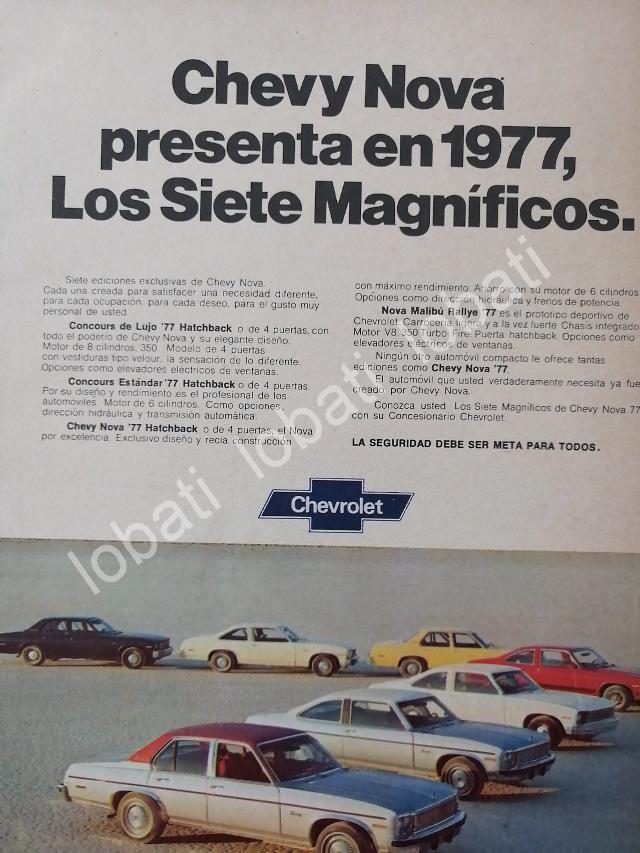 Chevy Nova
presenta en 1977,
Los Siete Magníficos.
Siete ediciones exclusivas de Chevy Nova.
Cada una creada para satisfacer una necesidad diferente,
para cada ocupación, para cada deseo, para el gusto muy
personal de usted.
Concours de Lujo '77 Hatchback o de 4 puertas, con
todo el poderío de Chevy Nova y su elegante diseño.
Motor de 8 cilindros, 350. Modelo de 4 puertas
con vestiduras tipo velour, la sensación de lo diferente.
Opciones como elevadores eléctricos de ventanas.
Concours Estándar '77 Hatchback o de 4 puertas.
Por su diseño y rendimiento es el profesional de los
automóviles. Motor de 6 cilindros. Como opciones,
dirección hidráulica y transmisión automática.
Chevy Nova '77 Hatchback o de 4 puertas, el Nova
por excelencia. Exclusivo diseño y recia construcción
con máximo rendimiento. Ahorro con su motor de 6 cilindros.
Opciones como dirección hidráulica y frenos de potencia.
Nova Malibú Rallye '77 es el prototipo deportivo de
Chevrolet. Carrocería ligera y a la vez fuerte. Chasis integrado.
Motor V8 350 Turbo Fire. Puerta hatchback. Opciones como
elevadores eléctricos de ventanas.
Ningún otro automóvil compacto le ofrece tantas
ediciones como Chevy Nova '77.
El automóvil que usted verdaderamente necesita ya fue
creado por Chevy Nova.
Conozca usted Los Siete Magníficos de Chevy Nova 77
con su Concesionario Chevrolet.
LA SEGURIDAD DEBE SER META PARA TODOS.
Chevrolet
lobati lobati lobati lobati